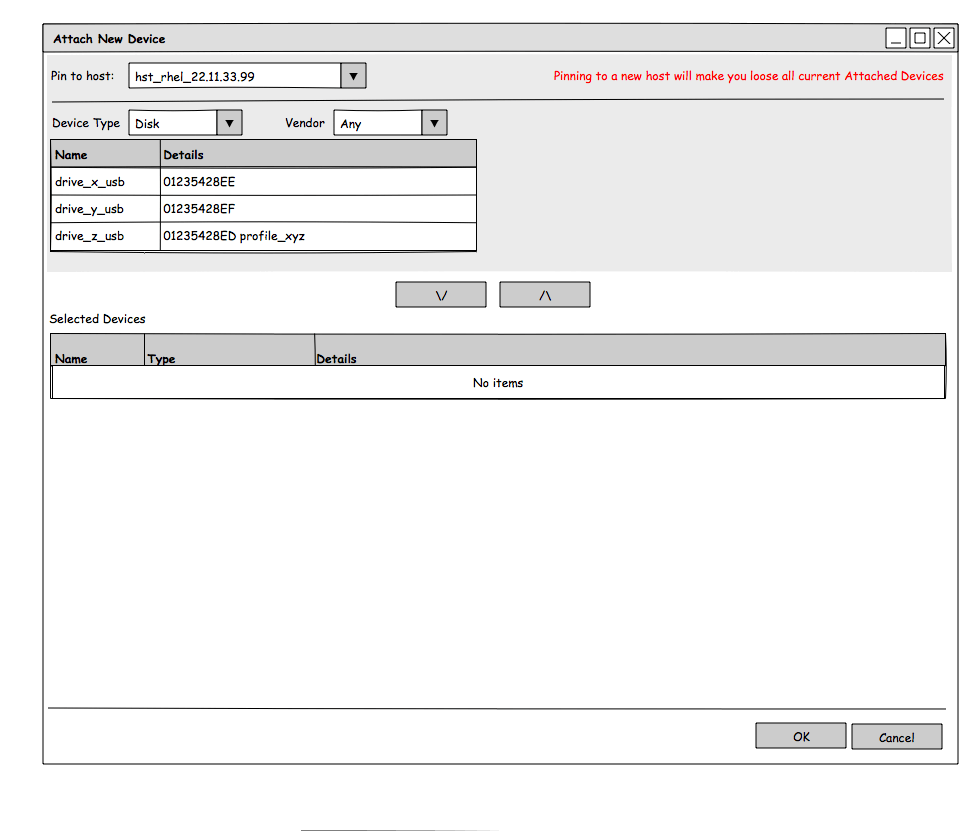 Attach New Device
Pin to host: hst_rhel_22.11.33.99 Pinning to a new host will make you loose all current Attached Devices
Device Type Disk Vendor Any
Name Details
drive_x_usb 01235428EE
drive_y_usb 01235428EF
drive_z_usb 01235428ED profile_xyz
\/ /\
Selected Devices
Name Type Details
No items
OK Cancel